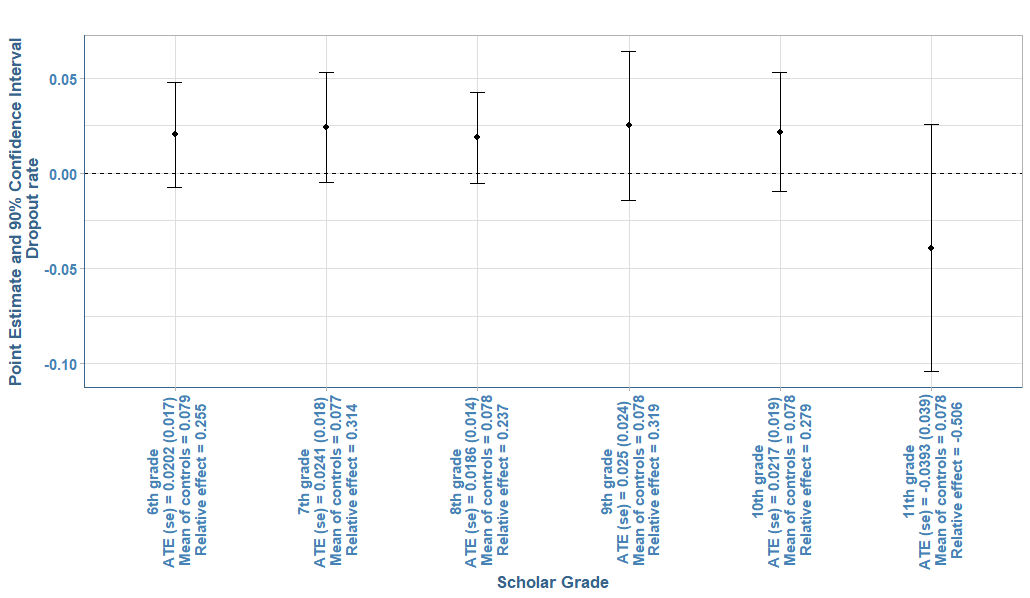 Point Estimate and 90% Confidence Interval
Dropout rate
0.05
0.00
-0.05
-0.10
6th grade
ATE (se) = 0.0202 (0.017)
Mean of controls = 0.079
Relative effect = 0.255
7th grade
ATE (se) = 0.0241 (0.018)
Mean of controls = 0.077
Relative effect = 0.314
8th grade
ATE (se) = 0.0186 (0.014)
Mean of controls = 0.078
Relative effect = 0.237
9th grade
ATE (se) = 0.025 (0.024)
Mean of controls = 0.078
Relative effect = 0.319
10th grade
ATE (se) = 0.0217 (0.019)
Mean of controls = 0.078
Relative effect = 0.279
11th grade
ATE (se) = -0.0393 (0.039)
Mean of controls = 0.078
Relative effect = -0.506
Scholar Grade